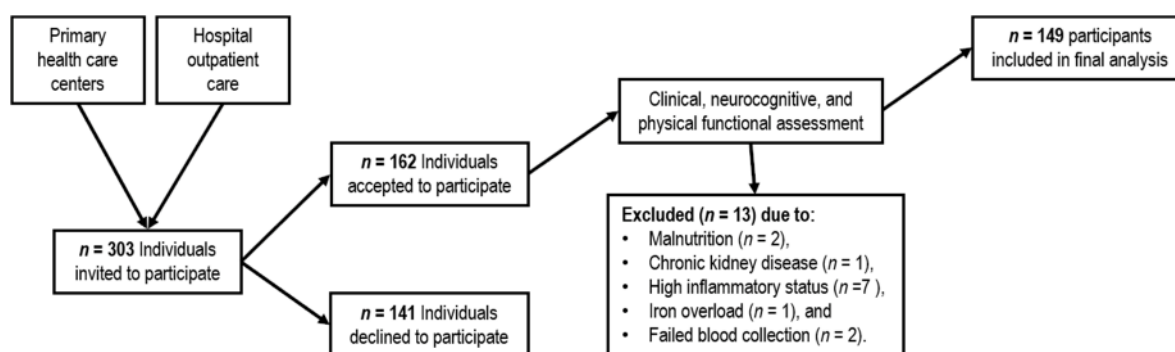 Primary
health care
centers
Hospital
outpatient
care
n = 303 Individuals
invited to participate
n = 162 Individuals
accepted to participate
n = 141 Individuals
declined to participate
Clinical, neurocognitive, and
physical functional assessment
Excluded (n = 13) due to:
• Malnutrition (n = 2),
• Chronic kidney disease (n = 1),
• High inflammatory status (n =7 ),
• Iron overload (n = 1), and
• Failed blood collection (n = 2).
n = 149 participants
included in final analysis